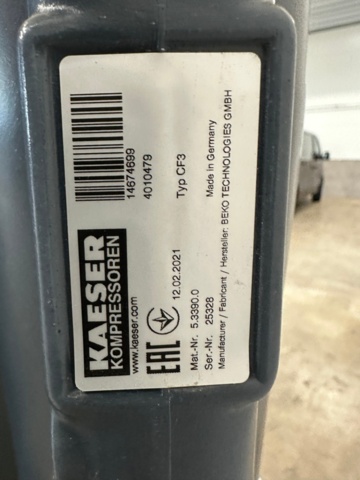 KAESER
KOMPRESSOREN
www.kaeser.com
14674699
4010479
EAC
12.02.2021
Typ CF3
Mat.-Nr. 5.3390.0
Ser.-Nr. 25328
Made in Germany
Manufacturer / Fabricant / Hersteller: BEKO TECHNOLOGIES GMBH